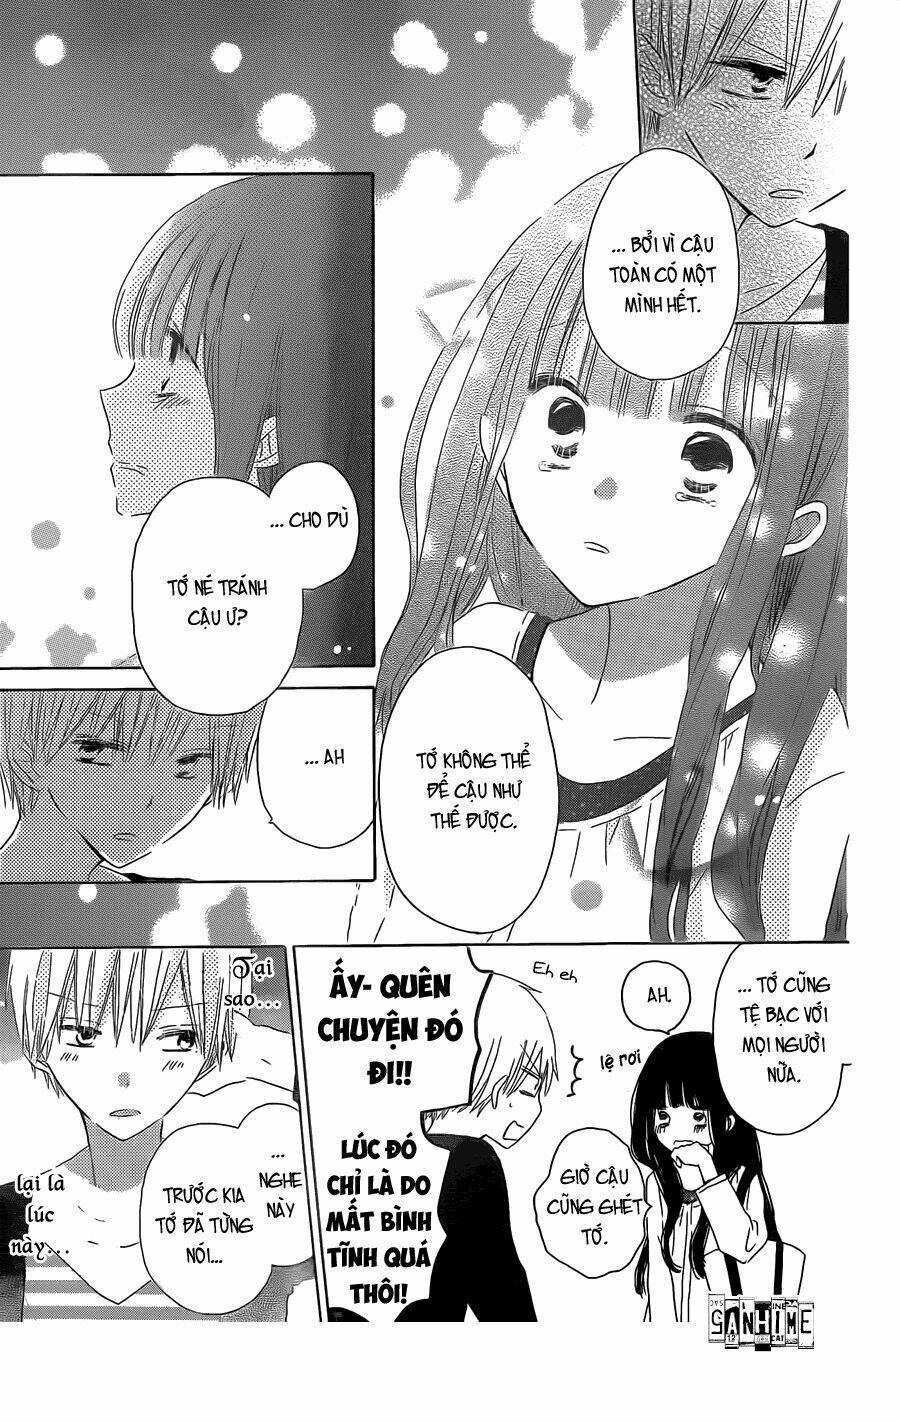 ... BỞI VÌ CẬU
TOÀN CÓ MỘT
MÌNH HẾT.
... CHO DÙ
TỚ NÉ TRÁNH
CẬU Ư?
TỚ KHÔNG THỂ
ĐỂ CẬU NHƯ
THẾ ĐƯỢC.
... AH
... TỚ CŨNG
TỆ BẠC VỚI
MỌI NGƯỜI
NỮA.
AH.
lệ rơi
GIỜ CẬU
CŨNG GHÉT
TỚ.
Eh eh
ẤY- QUÊN
CHUYỆN ĐÓ
ĐI!!
LÚC ĐÓ
CHỈ LÀ DO
MẤT BÌNH
TĨNH QUÁ
THÔI!
Tại
sao...
...
NGHE
NÀY
TRƯỚC KIA
TỚ ĐÃ TỪNG
NÓI...
lại là
lúc
này...
SANHIME